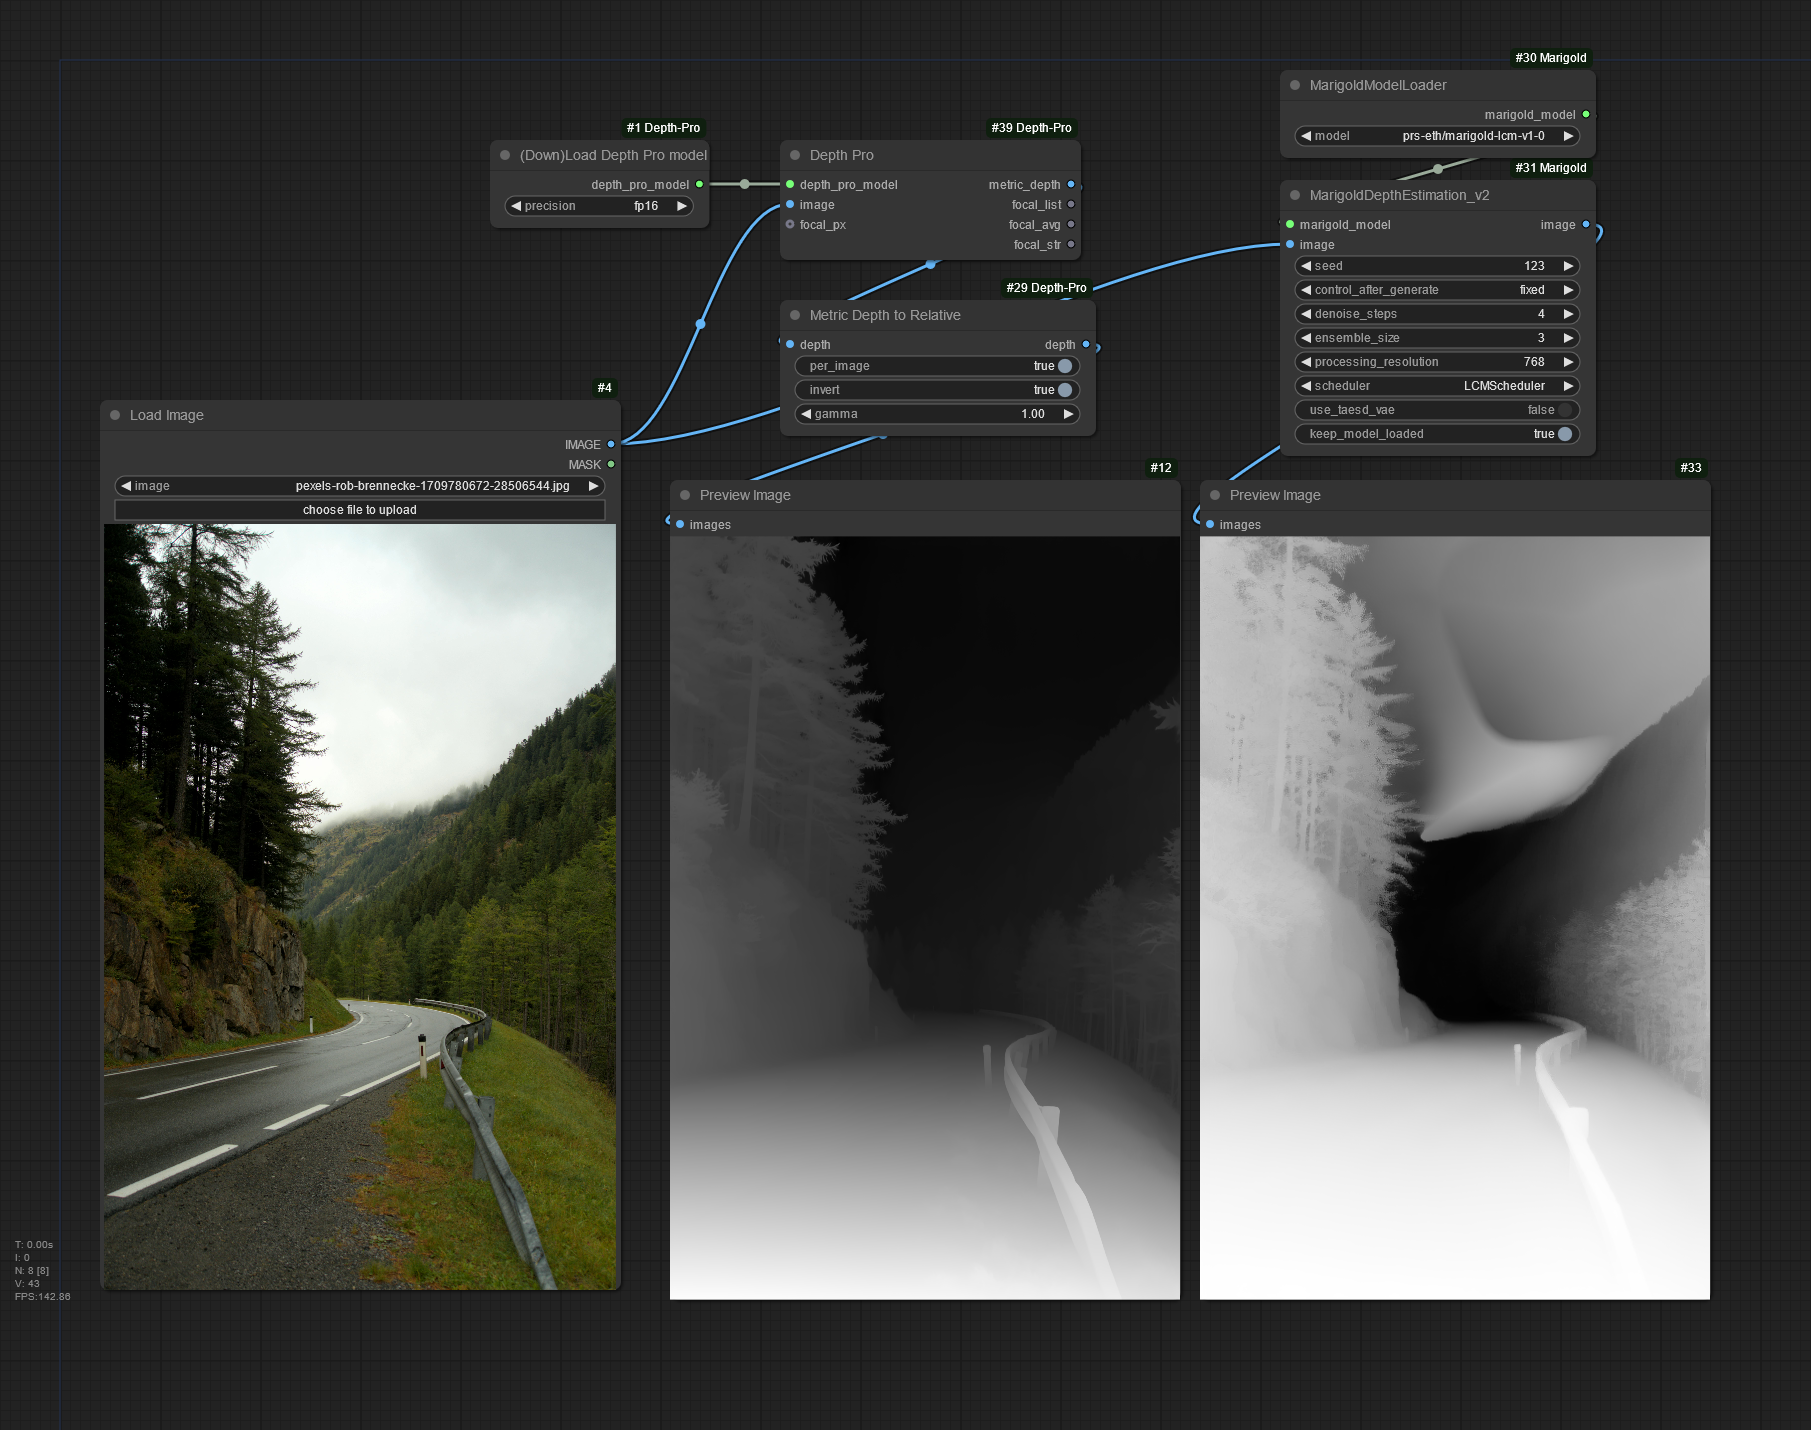 #30 Marigold
MarigoldModelLoader
marigold_model
model prs-eth/marigold-lcm-v1-0
#1 Depth-Pro
(Down)Load Depth Pro model
depth_pro_model
precision fp16
#39 Depth-Pro
Depth Pro
depth_pro_model metric_depth
image focal_list
focal_px focal_avg
focal_str
#31 Marigold
MarigoldDepthEstimation_v2
marigold_model image
image
seed 123
control_after_generate fixed
denoise_steps 4
ensemble_size 3
processing_resolution 768
scheduler LCMScheduler
use_taesd_vae false
keep_model_loaded true
#29 Depth-Pro
Metric Depth to Relative
depth depth
per_image true
invert true
gamma 1.00
#4
Load Image
IMAGE
MASK
image pexels-rob-brennecke-1709780672-28506544.jpg
choose file to upload
#12
Preview Image
images
#33
Preview Image
images
T: 0.00s
I: 0
N: 8 [8]
V: 43
FPS:142.86